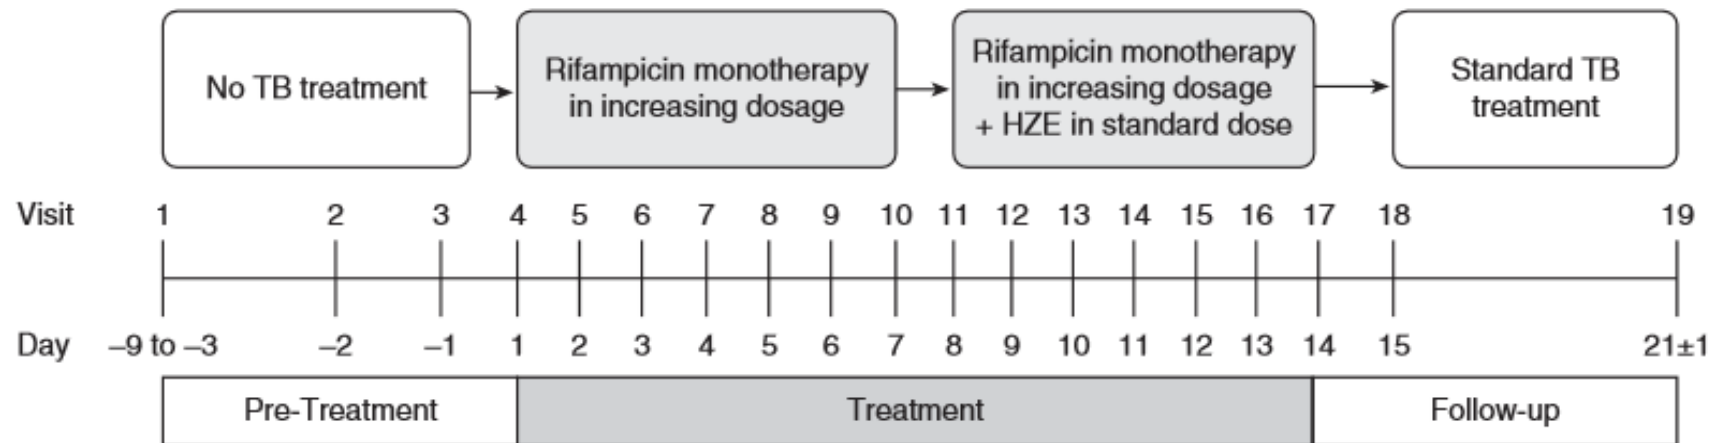 No TB treatment
Rifampicin monotherapy
in increasing dosage
Rifampicin monotherapy
in increasing dosage
+ HZE in standard dose
Standard TB
treatment
Visit 1 2 3 4 5 6 7 8 9 10 11 12 13 14 15 16 17 18 19
Day –9 to –3 –2 –1 1 2 3 4 5 6 7 8 9 10 11 12 13 14 15 21±1
Pre-Treatment Treatment Follow-up